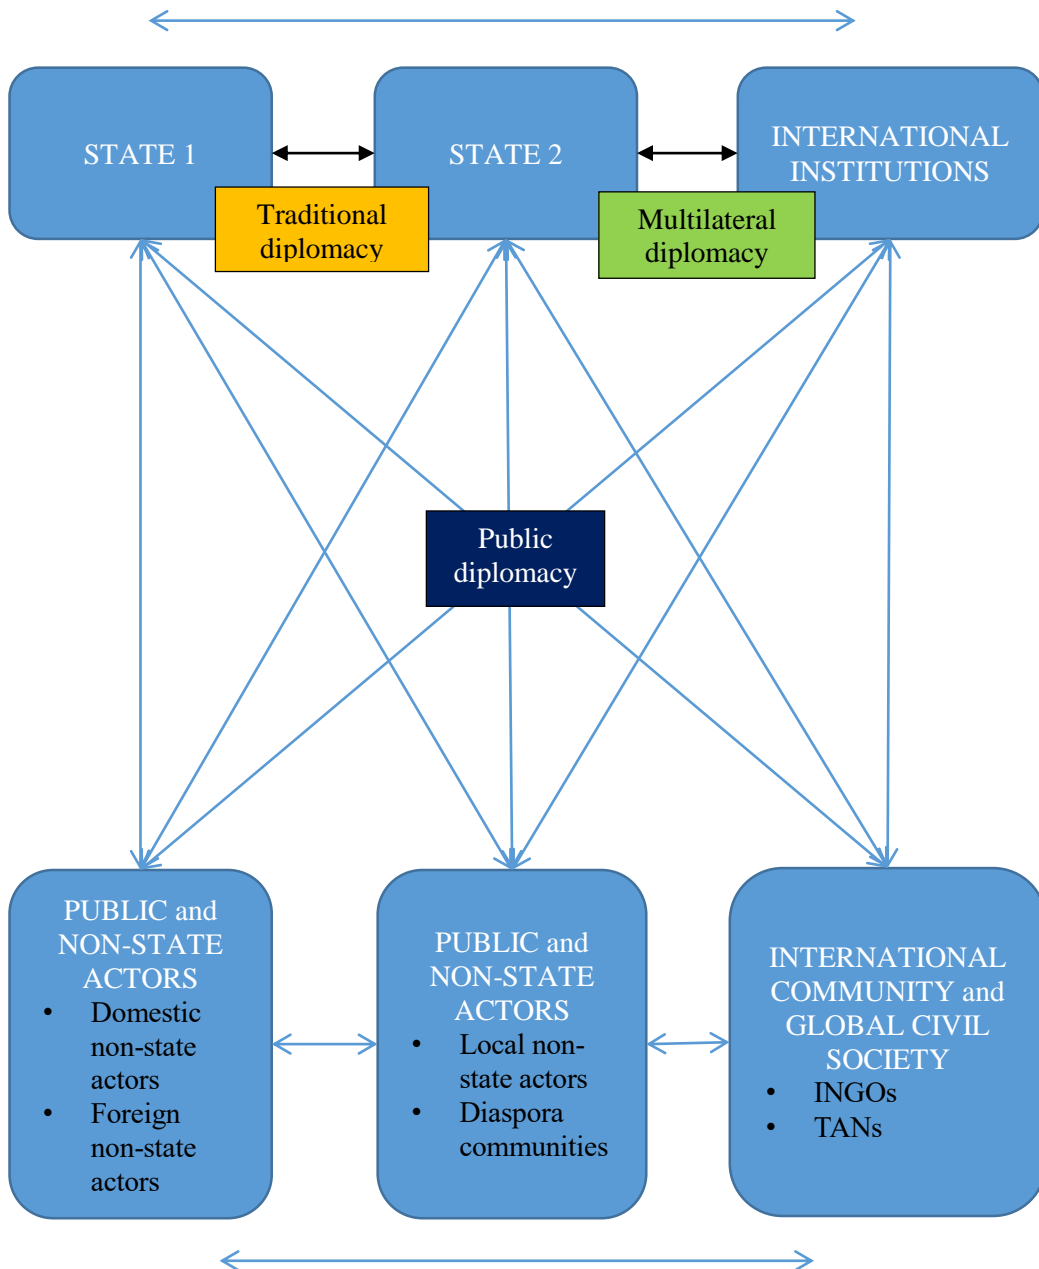 STATE 1
STATE 2
INTERNATIONAL
INSTITUTIONS
Traditional
diplomacy
Multilateral
diplomacy
Public
diplomacy
PUBLIC and
NON-STATE
ACTORS
• Domestic
non-state
actors
• Foreign
non-state
actors
PUBLIC and
NON-STATE
ACTORS
• Local non-
state actors
• Diaspora
communities
INTERNATIONAL
COMMUNITY and
GLOBAL CIVIL
SOCIETY
• INGOs
• TANs